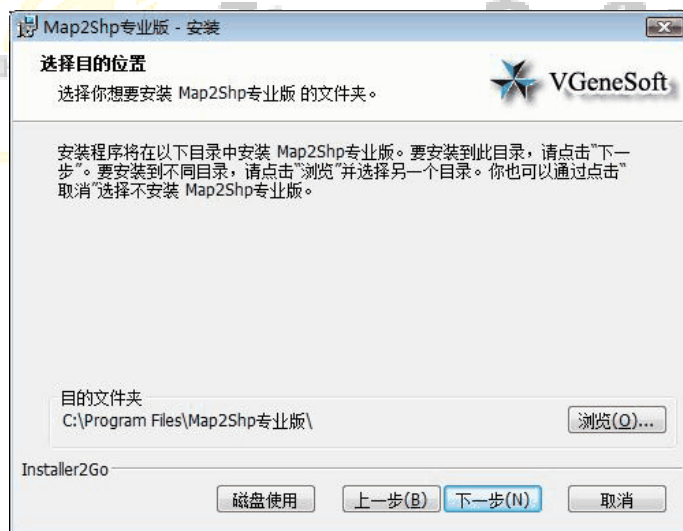 Map2Shp专业版 - 安装
选择目的位置
选择你想要安装 Map2Shp专业版 的文件夹。
VGeneSoft
安装程序将在以下目录中安装 Map2Shp专业版。要安装到此目录，请点击“下一
步”。要安装到不同目录，请点击“浏览”并选择另一个目录。你也可以通过点击“
取消”选择不安装 Map2Shp专业版。
目的文件夹
C:\Program Files\Map2Shp专业版\
浏览(O)...
Installer2Go
磁盘使用
上一步(B)
下一步(N)
取消